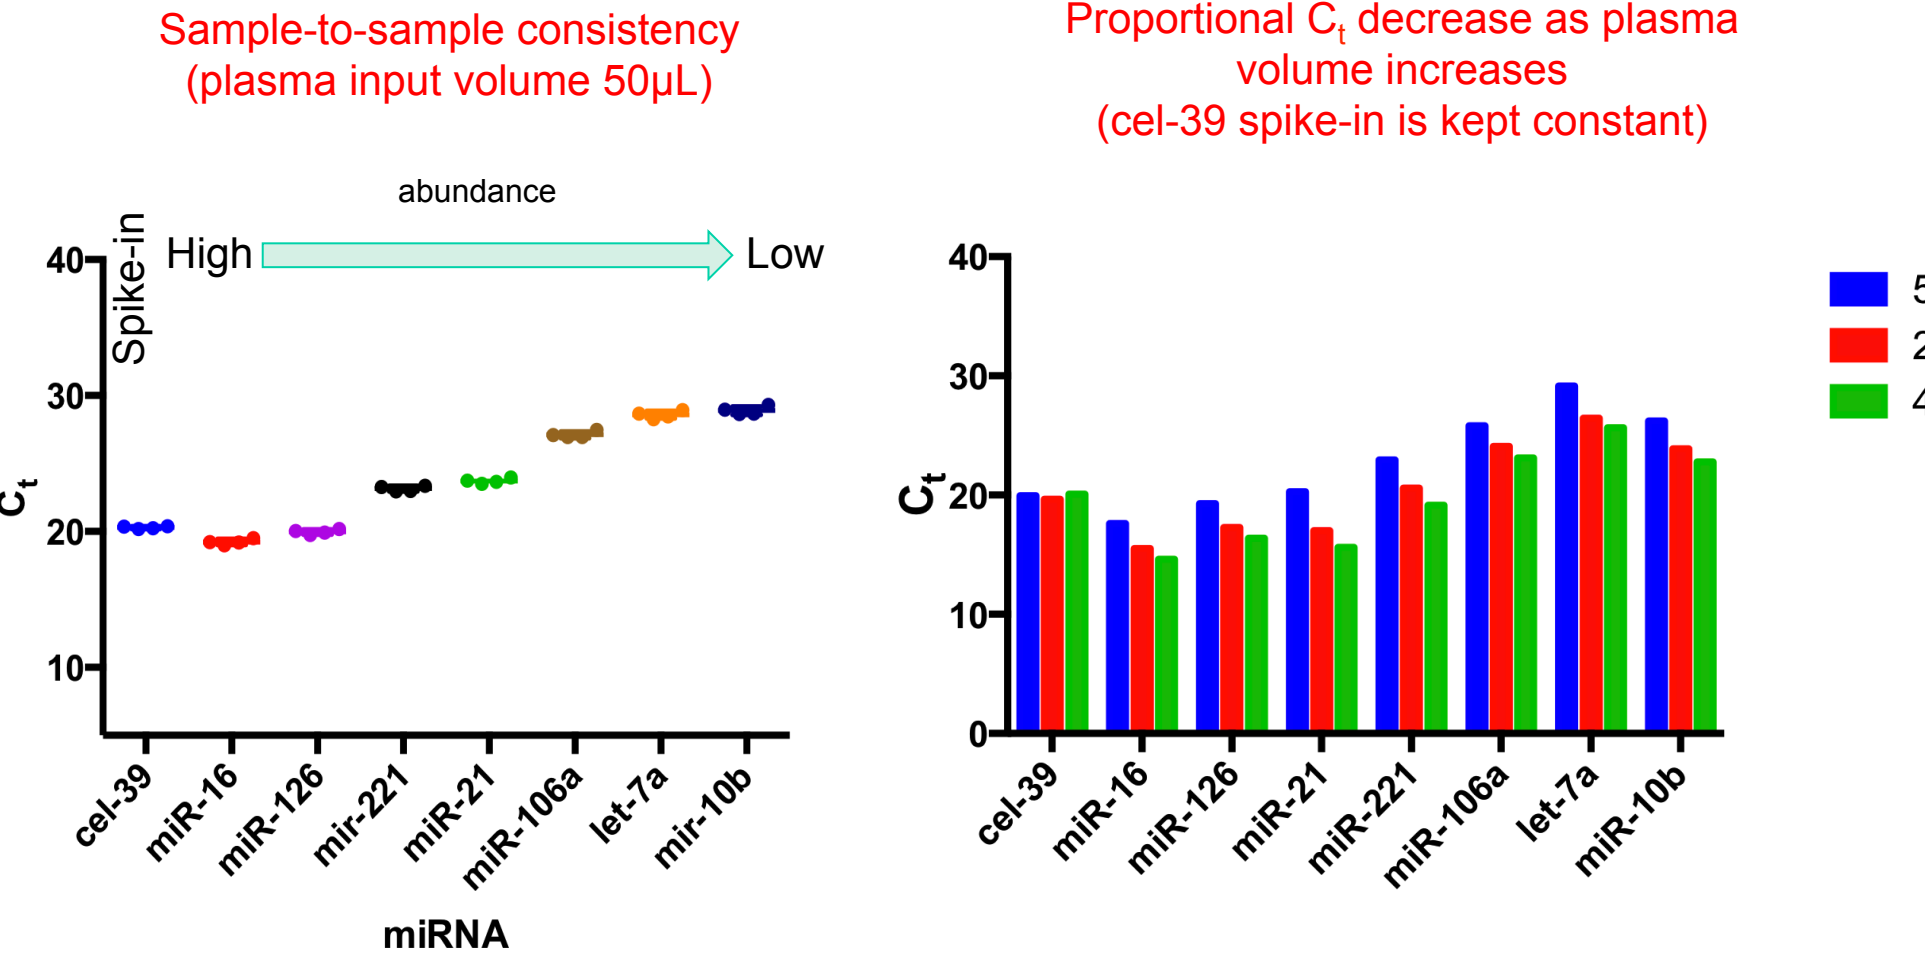 Sample-to-sample consistency
(plasma input volume 50µL)
abundance
Spike-in
High
Low
40
30
20
10
Ct
cel-39
miR-16
miR-126
mir-221
miR-21
miR-106a
let-7a
mir-10b
miRNA
Proportional Ct decrease as plasma
volume increases
(cel-39 spike-in is kept constant)
40
30
20
10
0
Ct
cel-39
miR-16
miR-126
miR-21
miR-221
miR-106a
let-7a
miR-10b